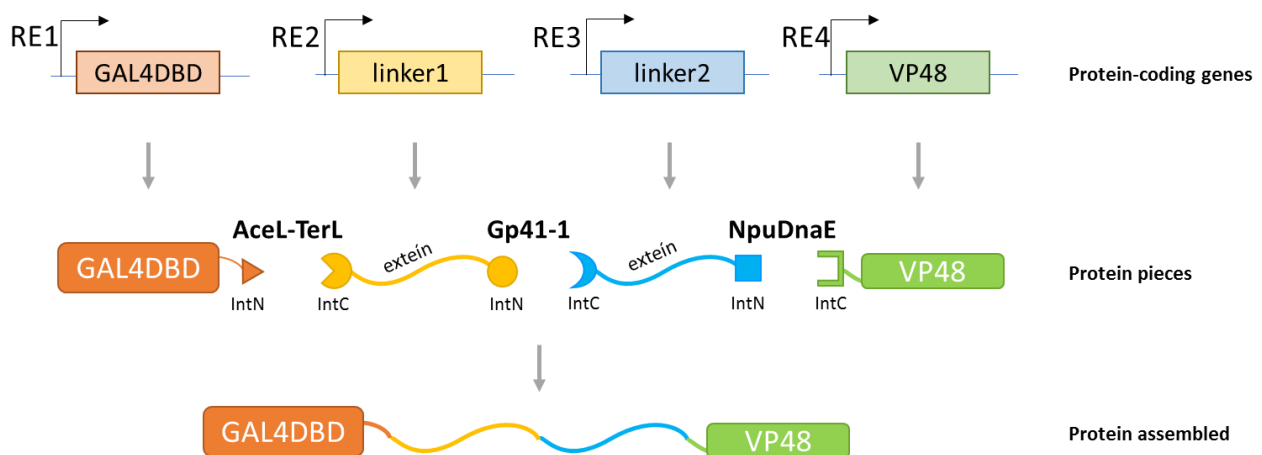 RE1
RE2
RE3
RE4
GAL4DBD
linker1
linker2
VP48
Protein-coding genes
AceL-TerL
Gp41-1
NpuDnaE
GAL4DBD
exteín
exteín
VP48
Protein pieces
IntN
IntC
IntN
IntC
IntN
IntC
GAL4DBD
VP48
Protein assembled